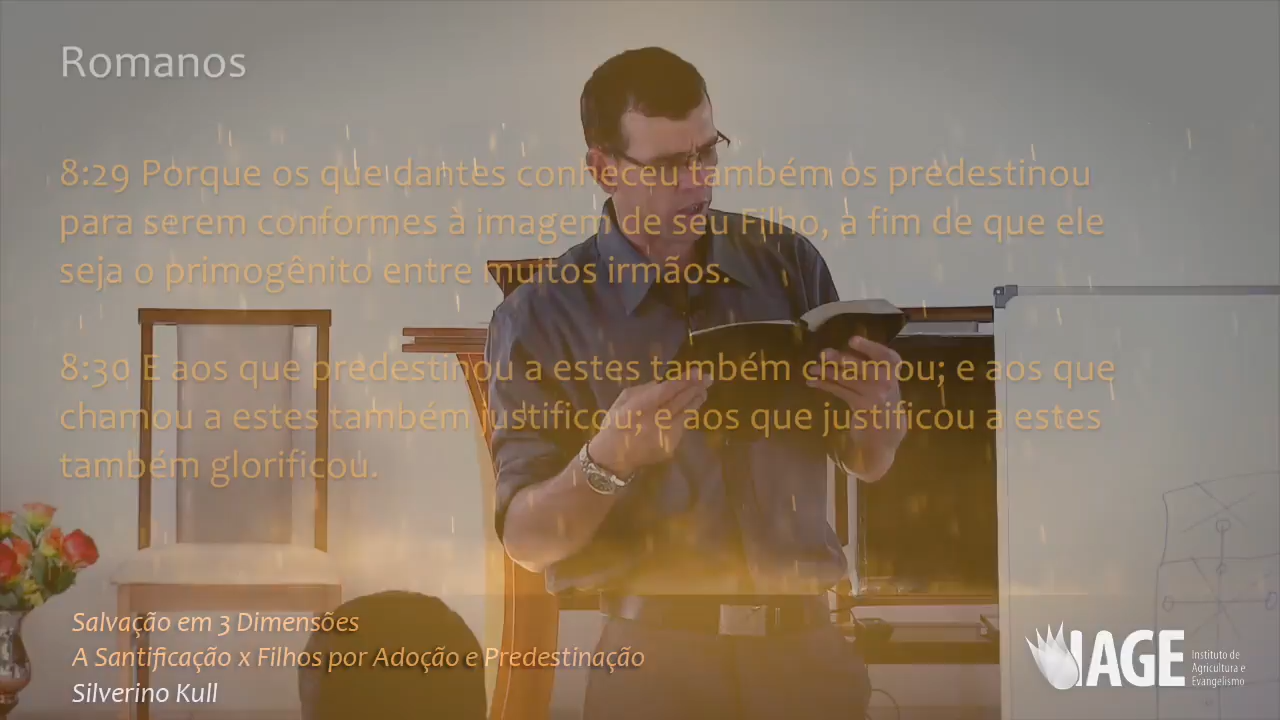 Romanos
8:29 Porque os que dantes conheceu também os predestinou
para serem conformes à imagem de seu Filho, a fim de que ele
seja o primogênito entre muitos irmãos.
8:30 E aos que predestinou a estes também chamou; e aos que
chamou a estes também justificou; e aos que justificou a estes
também glorificou.
Salvação em 3 Dimensões
A Santificação x Filhos por Adoção e Predestinação
Silverino Kull
IAGE
Instituto de
Agricultura e
Evangelismo